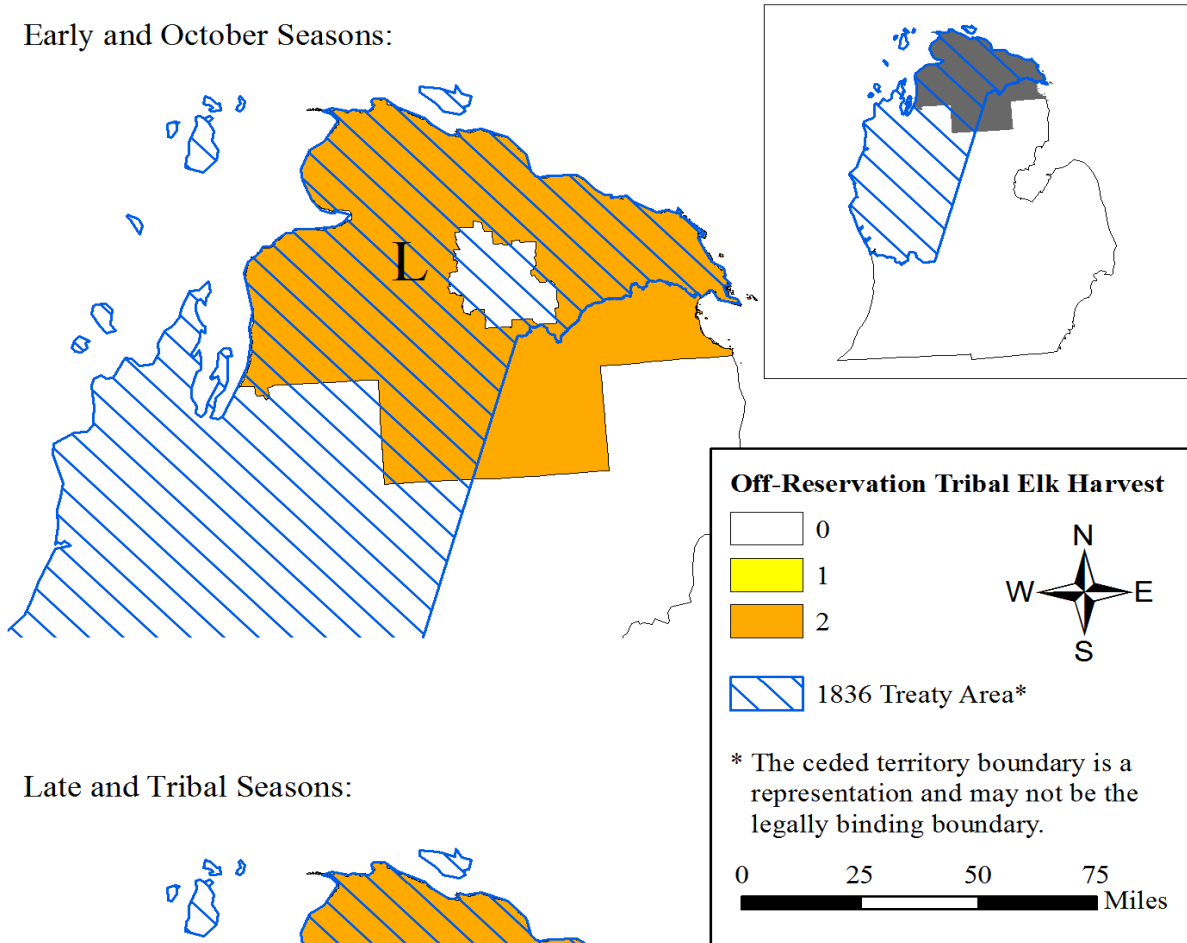 Early and October Seasons:
L
Off-Reservation Tribal Elk Harvest
0
1
2
N
W E
S
1836 Treaty Area*
* The ceded territory boundary is a
representation and may not be the
legally binding boundary.
0 25 50 75
Miles
Late and Tribal Seasons: